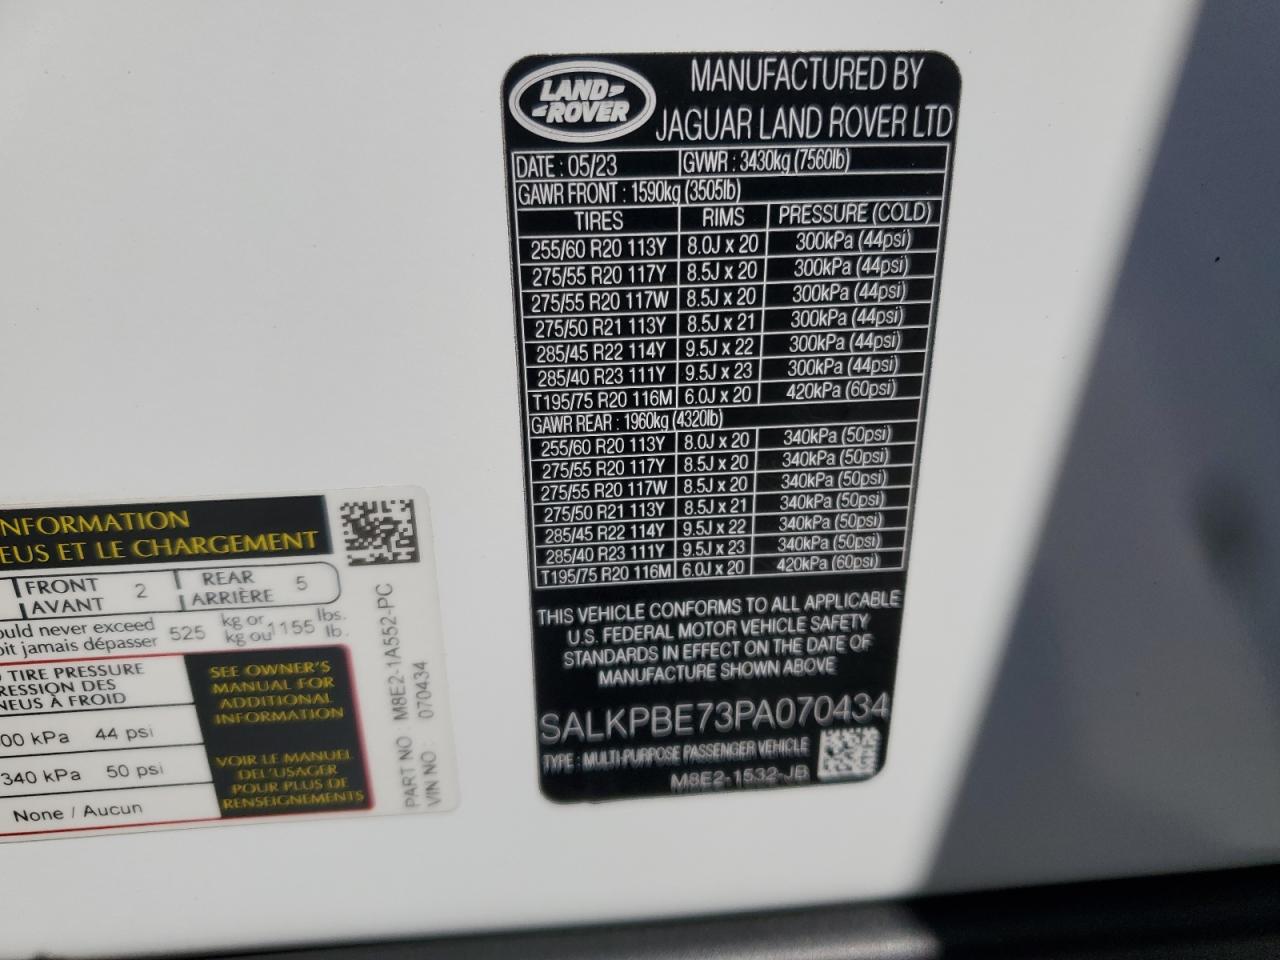 LAND
ROVER
MANUFACTURED BY
JAGUAR LAND ROVER LTD
DATE : 05/23 GVWR : 3430kg (7560lb)
GAWR FRONT : 1590kg (3505lb)
TIRES RIMS PRESSURE (COLD)
255/60 R20 113Y 8.0J x 20 300kPa (44psi)
275/55 R20 117Y 8.5J x 20 300kPa (44psi)
275/55 R20 117W 8.5J x 20 300kPa (44psi)
275/50 R21 113Y 8.5J x 21 300kPa (44psi)
285/45 R22 114Y 9.5J x 22 300kPa (44psi)
285/40 R23 111Y 9.5J x 23 300kPa (44psi)
T195/75 R20 116M 6.0J x 20 420kPa (60psi)
GAWR REAR : 1960kg (4320lb)
255/60 R20 113Y 8.0J x 20 340kPa (50psi)
275/55 R20 117Y 8.5J x 20 340kPa (50psi)
275/55 R20 117W 8.5J x 20 340kPa (50psi)
275/50 R21 113Y 8.5J x 21 340kPa (50psi)
285/45 R22 114Y 9.5J x 22 340kPa (50psi)
285/40 R23 111Y 9.5J x 23 340kPa (50psi)
T195/75 R20 116M 6.0J x 20 420kPa (60psi)
THIS VEHICLE CONFORMS TO ALL APPLICABLE
U.S. FEDERAL MOTOR VEHICLE SAFETY
STANDARDS IN EFFECT ON THE DATE OF
MANUFACTURE SHOWN ABOVE
SALKPBE73PA070434
TYPE : MULTI-PURPOSE PASSENGER VEHICLE
M8E2-1532-JB
NFORMATION
EUS ET LE CHARGEMENT
FRONT 2 REAR 5
AVANT ARRIÈRE
ould never exceed 525 kg or 1155 lbs.
oit jamais dépasser kg ou lb.
TIRE PRESSURE
RESSION DES
NEUS À FROID
00 kPa 44 psi
340 kPa 50 psi
None / Aucun
SEE OWNER'S
MANUAL FOR
ADDITIONAL
INFORMATION
VOIR LE MANUEL
DE L'USAGER
POUR PLUS DE
RENSEIGNEMENTS
PART NO : M8E2-1A552-PC
VIN NO : 070434